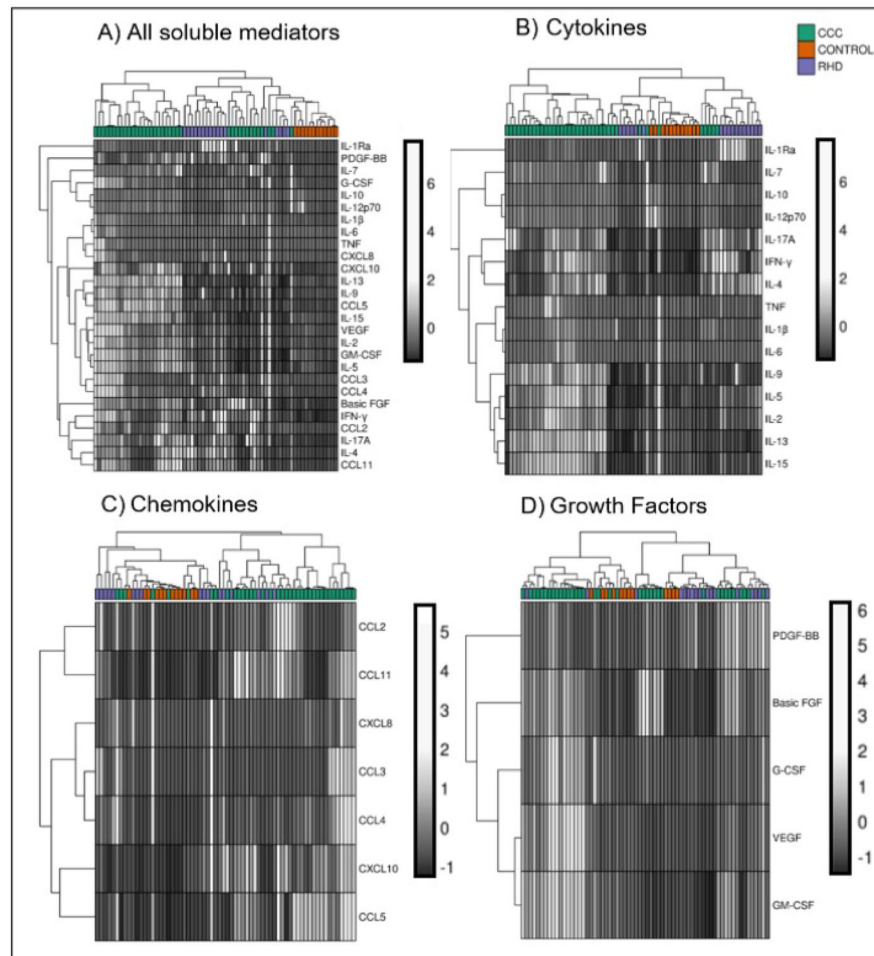 A) All soluble mediators
IL-1Ra
PDGF-BB
IL-7
G-CSF
IL-10
IL-12p70
IL-1β
IL-6
TNF
CXCL8
CXCL10
IL-13
IL-9
CCL5
IL-15
VEGF
IL-2
GM-CSF
IL-5
CCL3
CCL4
Basic FGF
IFN-γ
CCL2
IL-17A
IL-4
CCL11
6
4
2
0
B) Cytokines
CCC
CONTROL
RHD
IL-1Ra
IL-7
IL-10
IL-12p70
IL-17A
IFN-γ
IL-4
TNF
IL-1β
IL-6
IL-9
IL-5
IL-2
IL-13
IL-15
6
4
2
0
C) Chemokines
CCL2
CCL11
CXCL8
CCL3
CCL4
CXCL10
CCL5
5
4
3
2
1
0
-1
D) Growth Factors
PDGF-BB
Basic FGF
G-CSF
VEGF
GM-CSF
6
5
4
3
2
1
0
-1